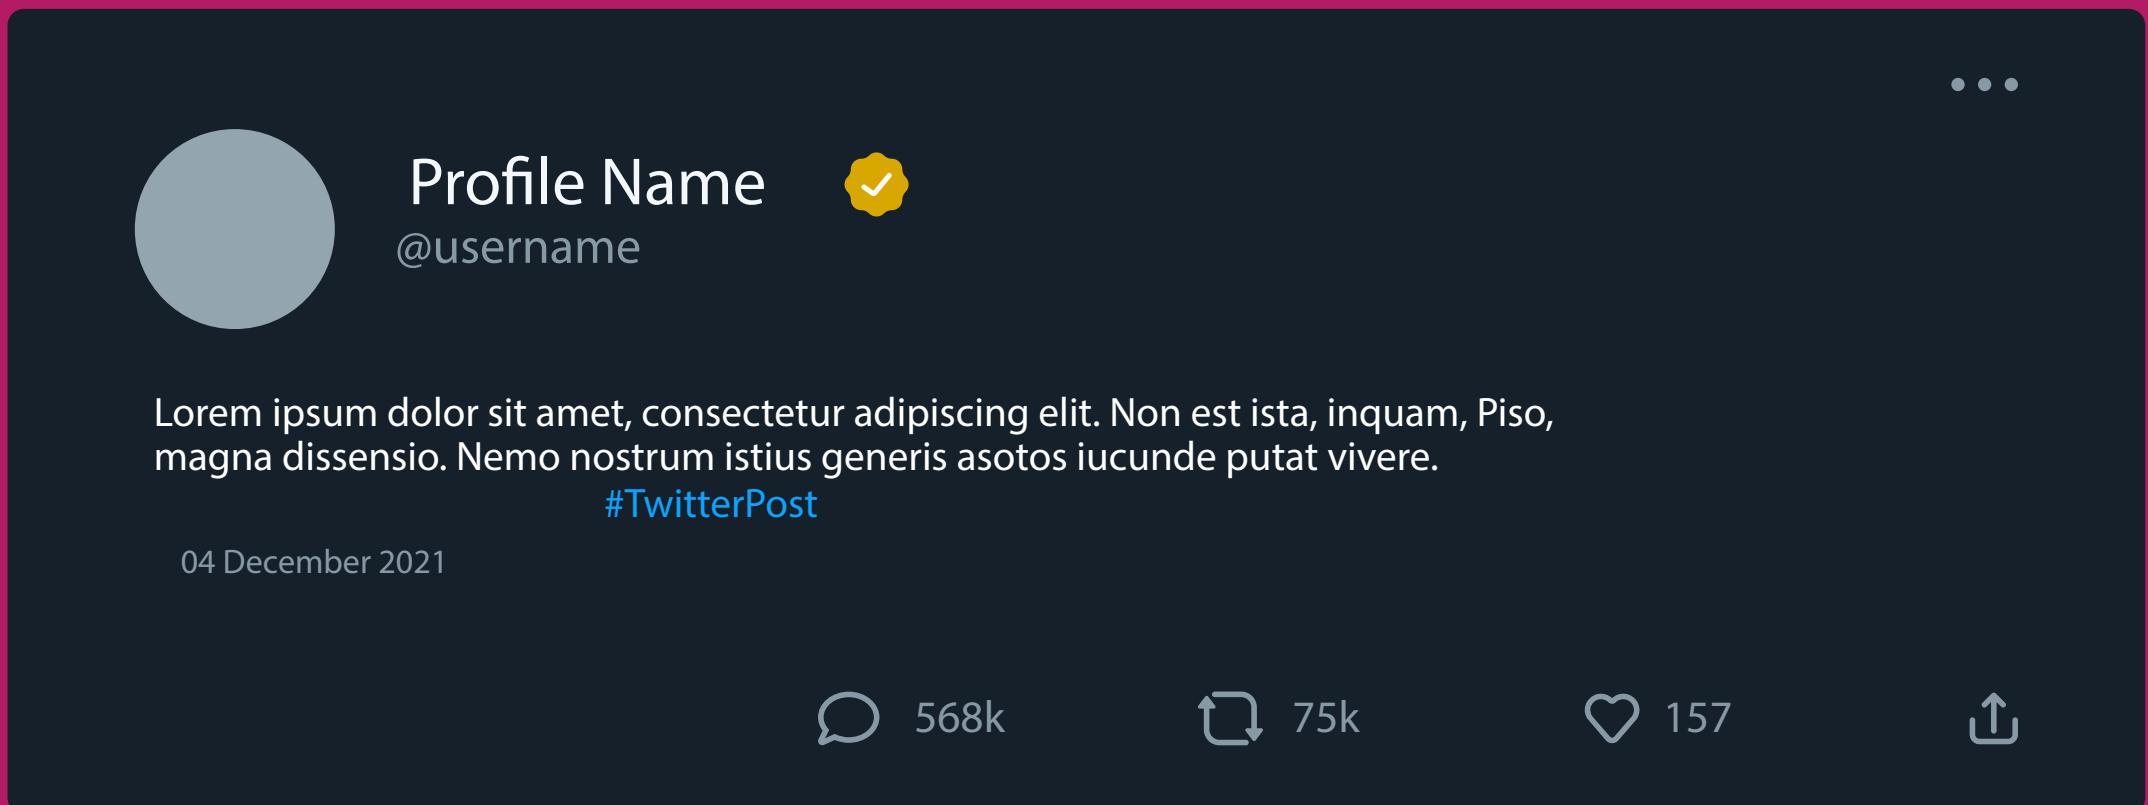 Profile Name
@username
Lorem ipsum dolor sit amet, consectetur adipiscing elit. Non est ista, inquam, Piso,
magna dissensio. Nemo nostrum istius generis asotos iucunde putat vivere.
#TwitterPost
04 December 2021
568k 75k 157